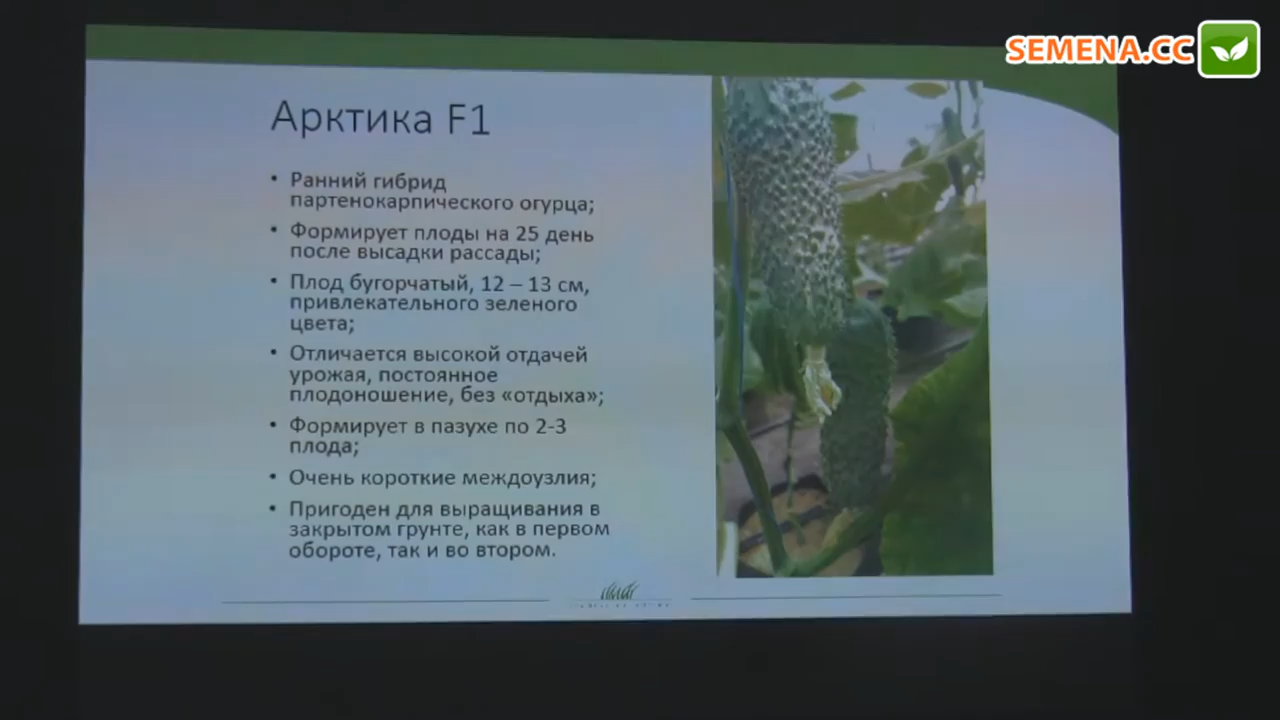 SEMENA.CC
Арктика F1
• Ранний гибрид
партенокарпического огурца;
• Формирует плоды на 25 день
после высадки рассады;
• Плод бугорчатый, 12 – 13 см,
привлекательного зеленого
цвета;
• Отличается высокой отдачей
урожая, постоянное
плодоношение, без «отдыха»;
• Формирует в пазухе по 2-3
плода;
• Очень короткие междоузлия;
• Пригоден для выращивания в
закрытом грунте, как в первом
обороте, так и во втором.